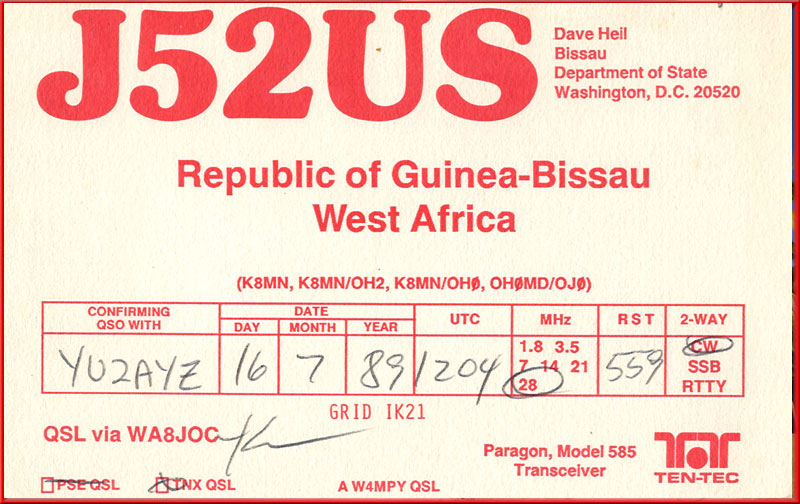 J52US
Dave Heil
Bissau
Department of State
Washington, D.C. 20520
Republic of Guinea-Bissau
West Africa
(K8MN, K8MN/OH2, K8MN/OHØ, OHØMD/OJØ)
CONFIRMING QSO WITH
DATE
DAY MONTH YEAR
UTC
MHz
RST
2-WAY
YU2AYZ 16 7 89 1204
1.8 3.5
7 14 21
28
559
CW
SSB
RTTY
GRID IK21
QSL via WA8JOC
Paragon, Model 585
Transceiver
TEN-TEC
PSE QSL TNX QSL
A W4MPY QSL